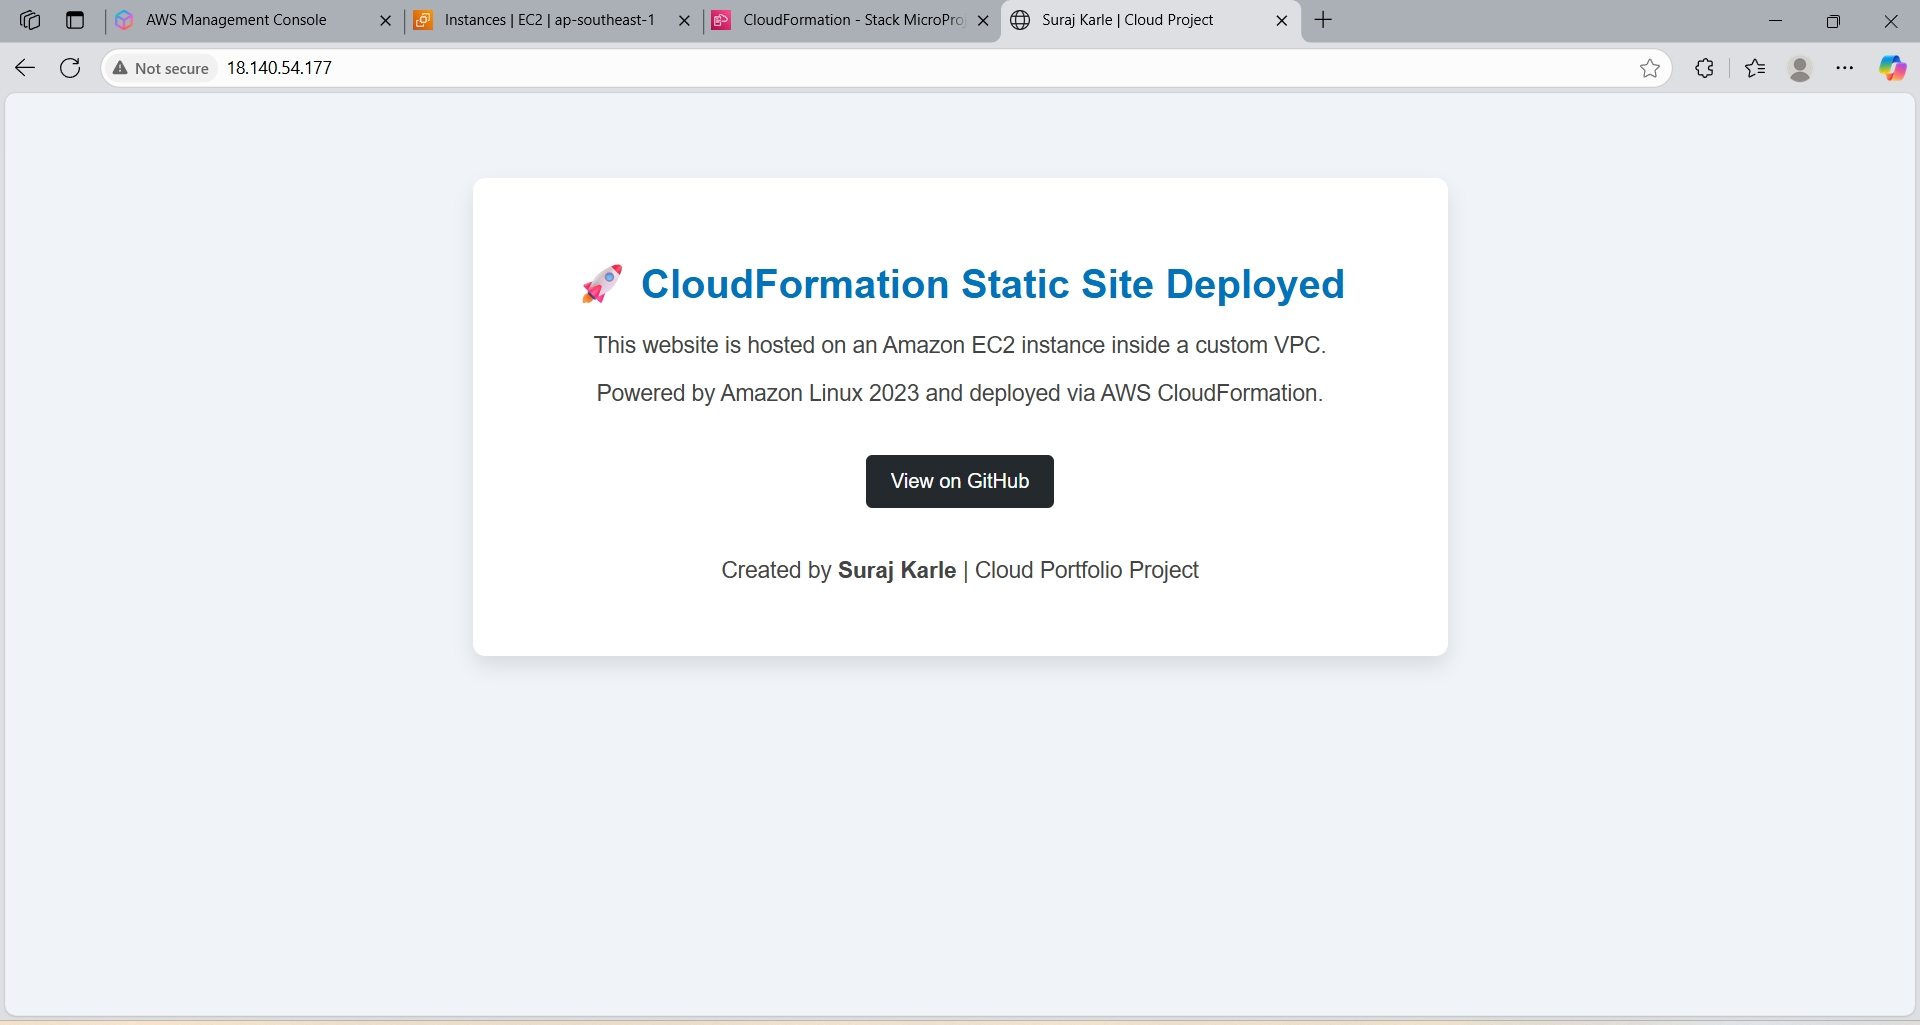 AWS Management Console
Instances | EC2 | ap-southeast-1
CloudFormation - Stack MicroPro
Suraj Karle | Cloud Project
Not secure
18.140.54.177
🚀 CloudFormation Static Site Deployed
This website is hosted on an Amazon EC2 instance inside a custom VPC.
Powered by Amazon Linux 2023 and deployed via AWS CloudFormation.
View on GitHub
Created by Suraj Karle | Cloud Portfolio Project